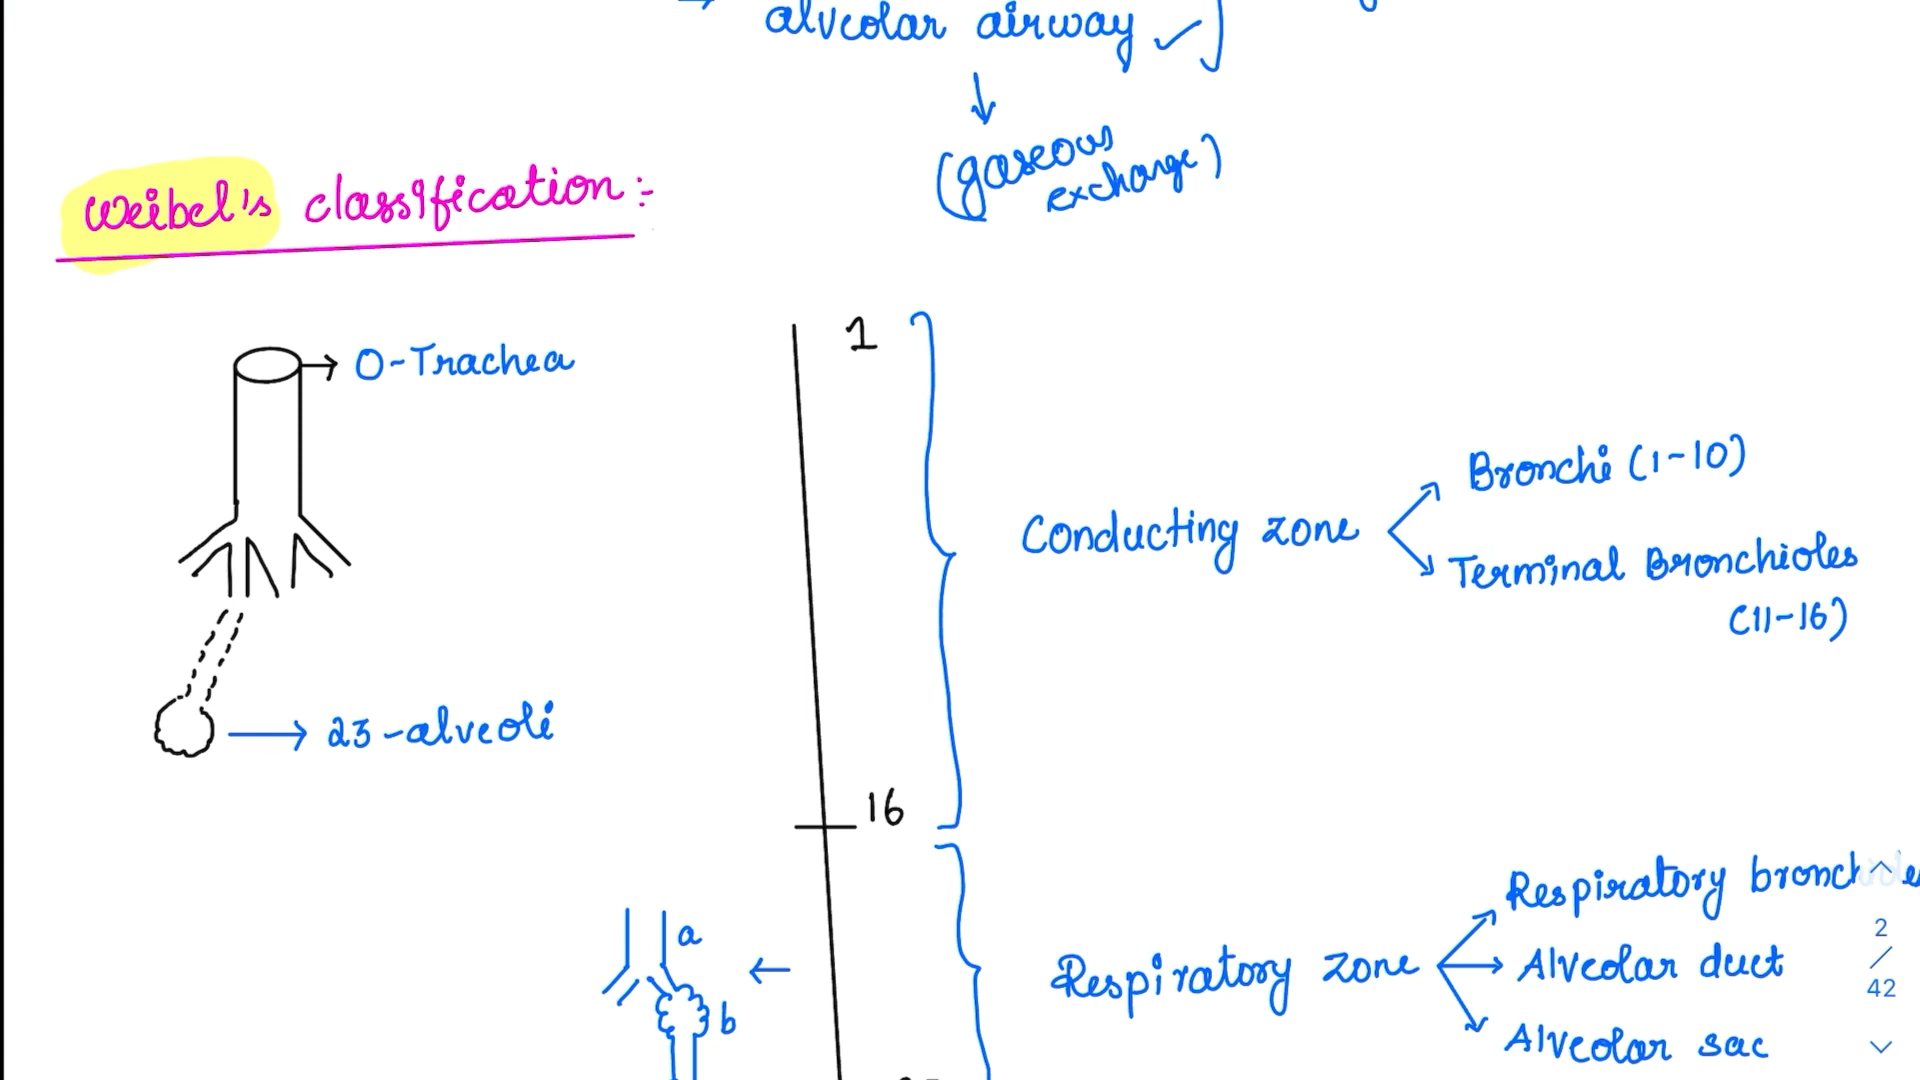 alveolar airway
(gaseous
exchange)
Weibel's classification:-
0-Trachea
1
Bronchi (1-10)
Conducting zone
Terminal Bronchioles
(11-16)
23-alveoli
16
Respiratory
a
2
/
42
Respiratory zone
Alveolar duct
b
Alveolar sac